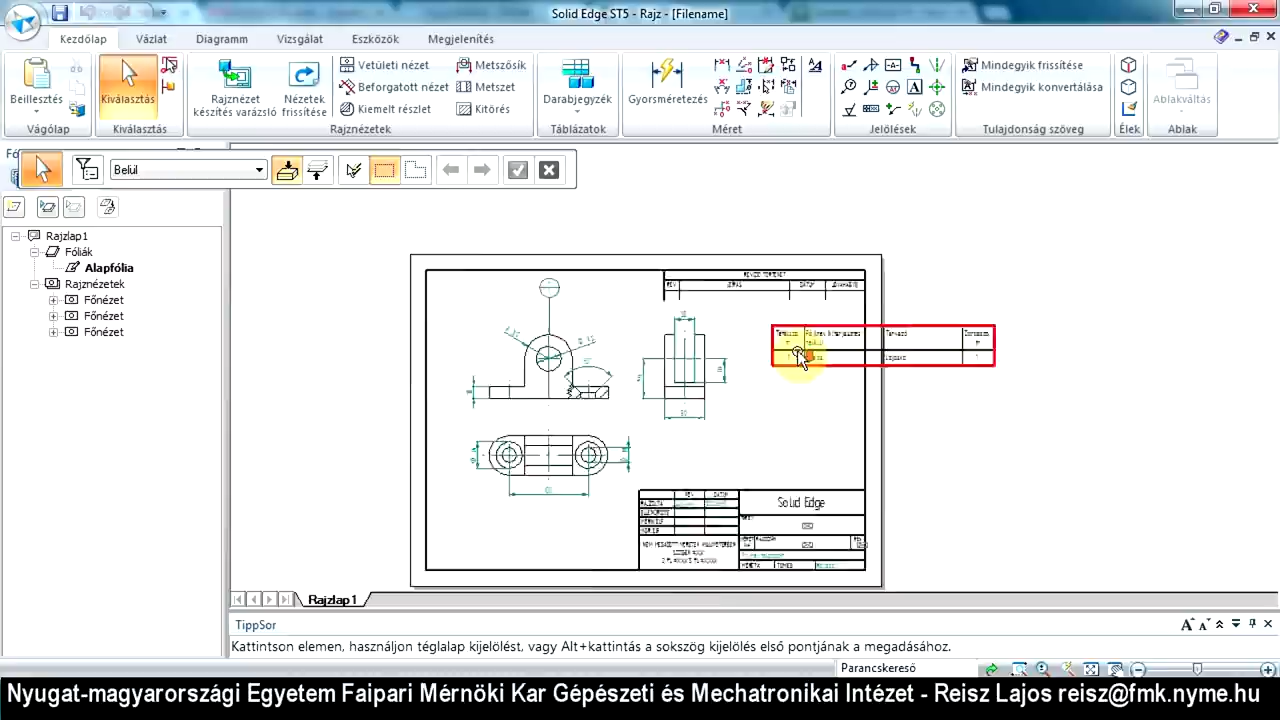 Solid Edge ST5 - Rajz - [Filename]
Kezdőlap Vázlat Diagramm Vizsgálat Eszközök Megjelenítés
Beillesztés
Kiválasztás
Rajznézet készítés varázsló
Nézetek frissítése
Vetületi nézet
Beforgatott nézet
Kiemelt részlet
Metszősík
Metszet
Kitörés
Darabjegyzék
Gyorsméretezés
Mindegyik frissítése
Mindegyik konvertálása
Ablakváltás
Vágólap Kiválasztás Rajznézetek Táblázatok Méret Jelölések Tulajdonság szöveg Élek Ablak
Belül
Rajzlap1
Fóliák
Alapfólia
Rajznézetek
Főnézet
Főnézet
Főnézet
Solid Edge
Rajzlap1
TippSor
Kattintson elemen, használjon téglalap kijelölést, vagy Alt+kattintás a sokszög kijelölés első pontjának a megadásához.
Parancskereső
Nyugat-magyarországi Egyetem Faipari Mérnöki Kar Gépészeti és Mechatronikai Intézet - Reisz Lajos reisz@fmk.nyme.hu